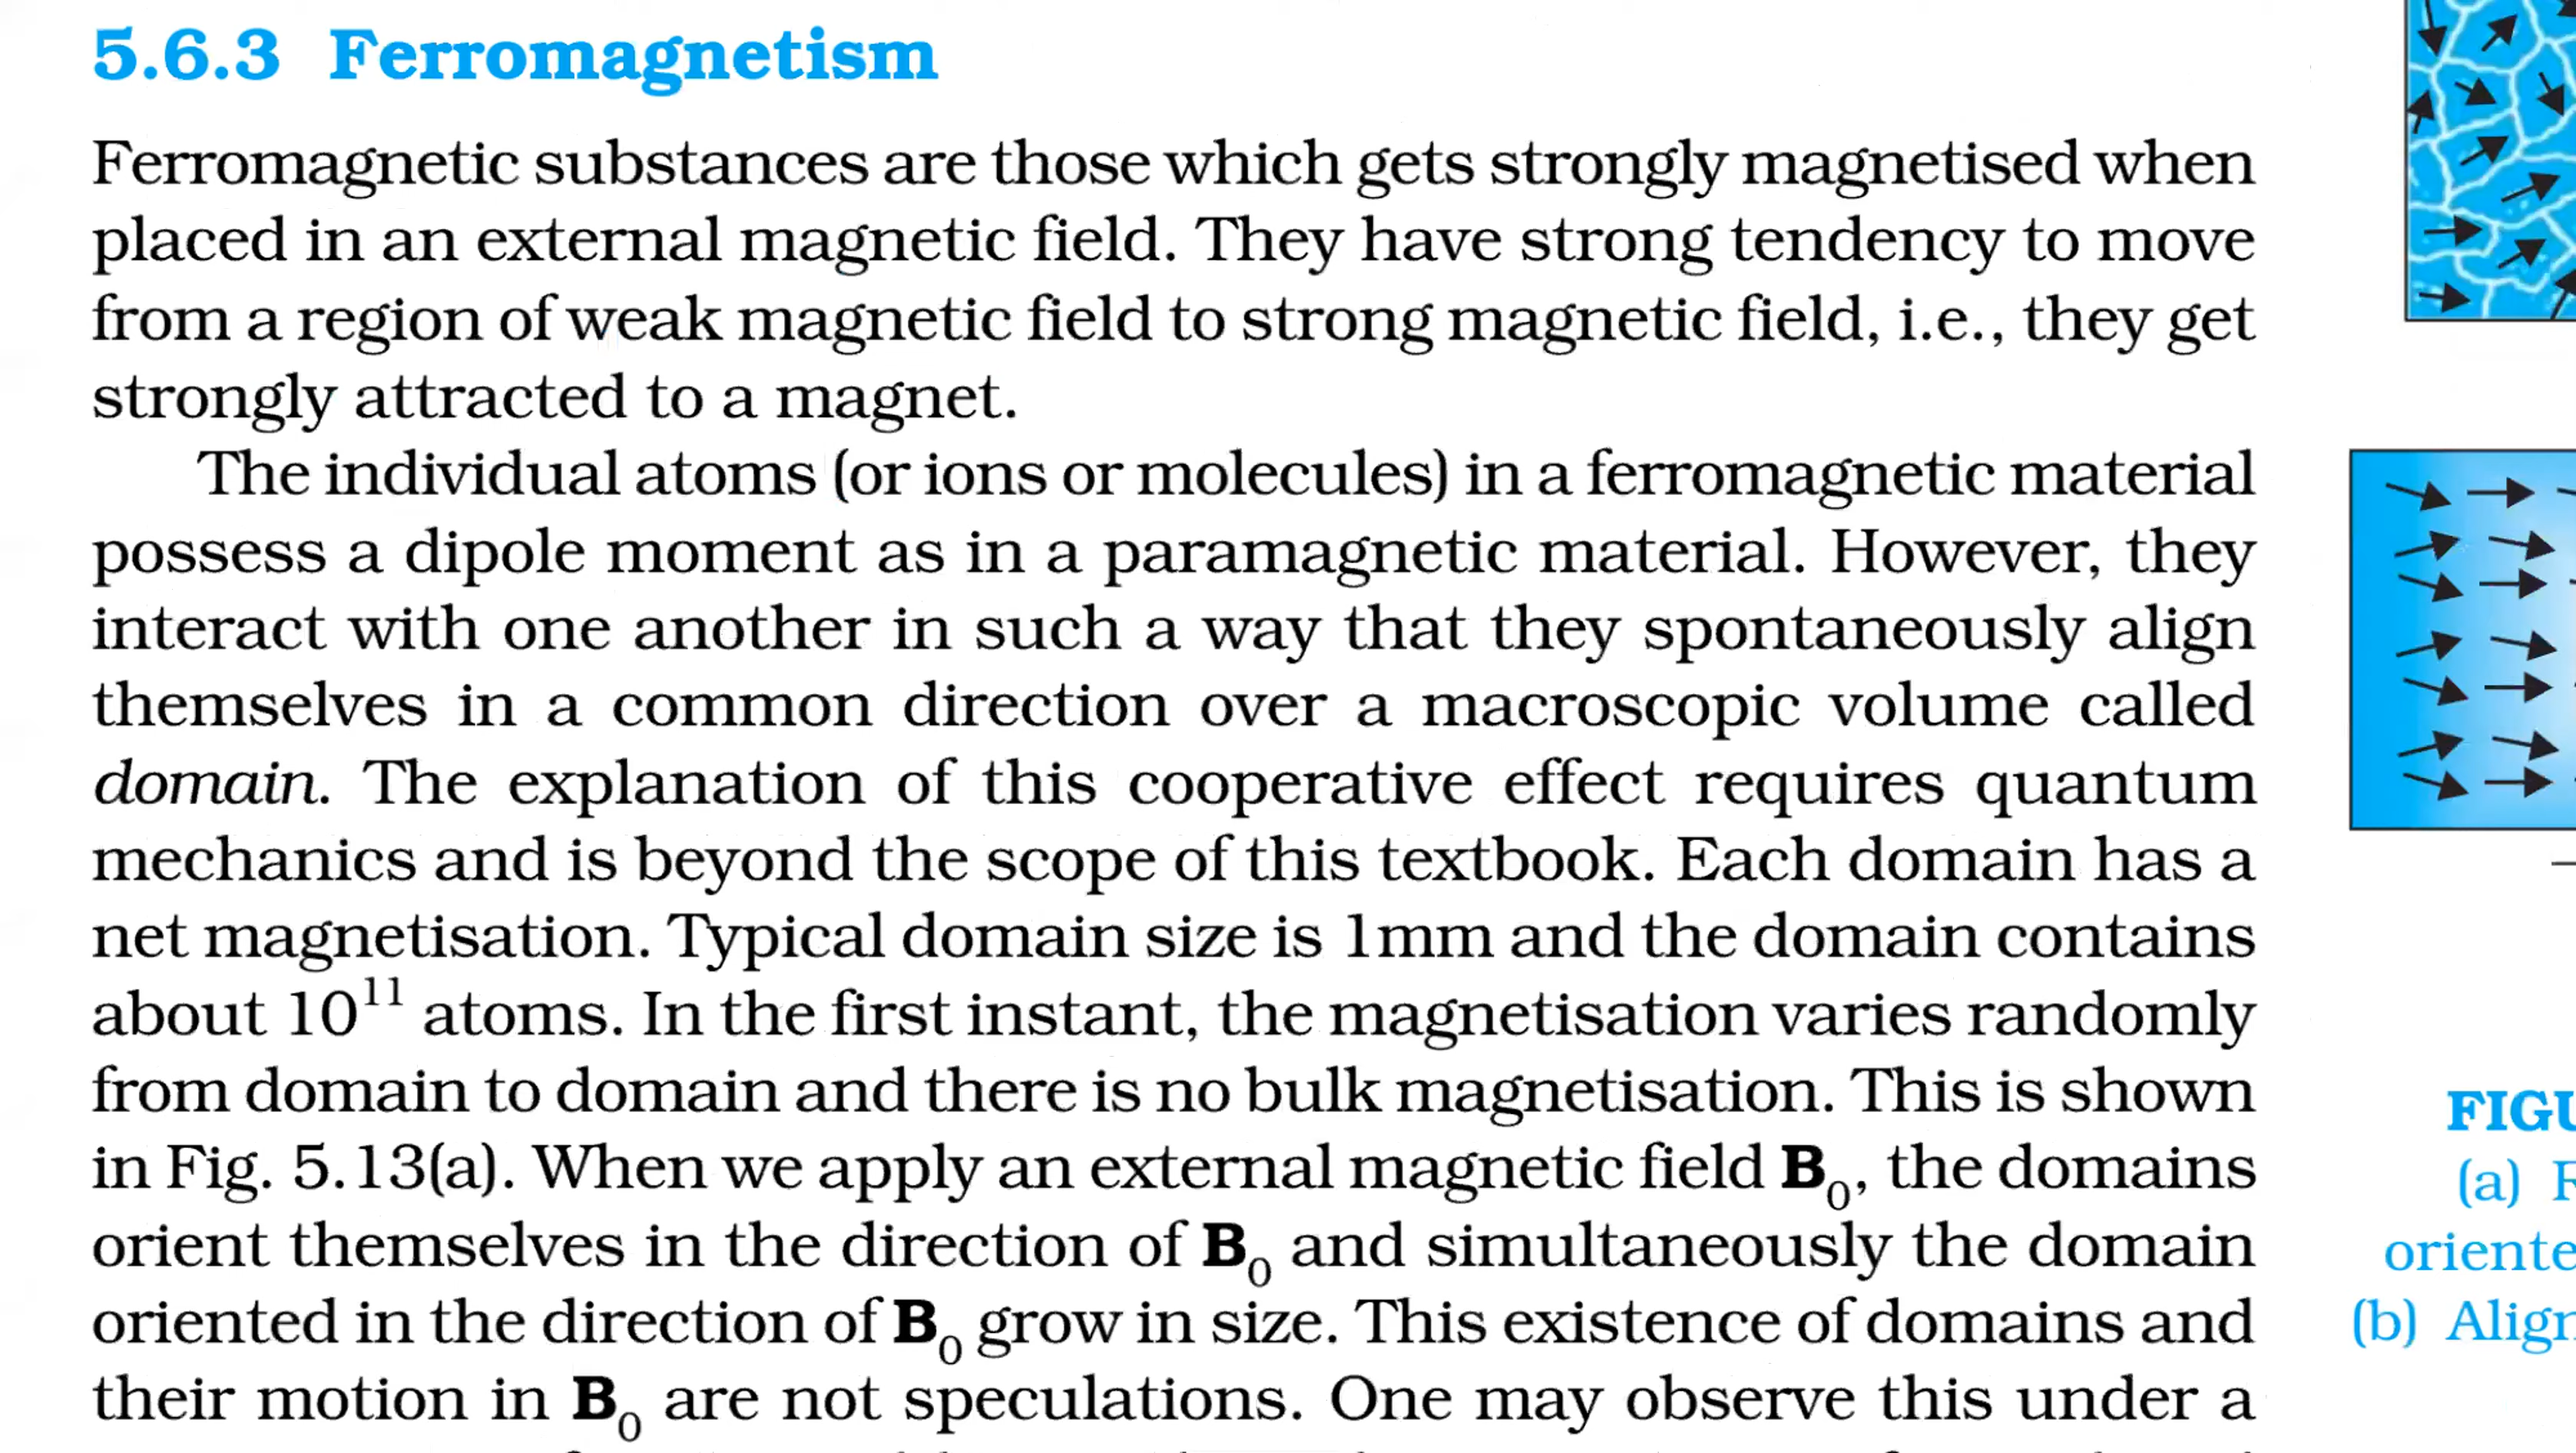 5.6.3 Ferromagnetism
Ferromagnetic substances are those which gets strongly magnetised when
placed in an external magnetic field. They have strong tendency to move
from a region of weak magnetic field to strong magnetic field, i.e., they get
strongly attracted to a magnet.
The individual atoms (or ions or molecules) in a ferromagnetic material
possess a dipole moment as in a paramagnetic material. However, they
interact with one another in such a way that they spontaneously align
themselves in a common direction over a macroscopic volume called
domain. The explanation of this cooperative effect requires quantum
mechanics and is beyond the scope of this textbook. Each domain has a
net magnetisation. Typical domain size is 1mm and the domain contains
about 10¹¹ atoms. In the first instant, the magnetisation varies randomly
from domain to domain and there is no bulk magnetisation. This is shown
in Fig. 5.13(a). When we apply an external magnetic field B₀, the domains
orient themselves in the direction of B₀ and simultaneously the domain
oriented in the direction of B₀ grow in size. This existence of domains and
their motion in B₀ are not speculations. One may observe this under a
FIGU
(a)
oriente
(b) Align